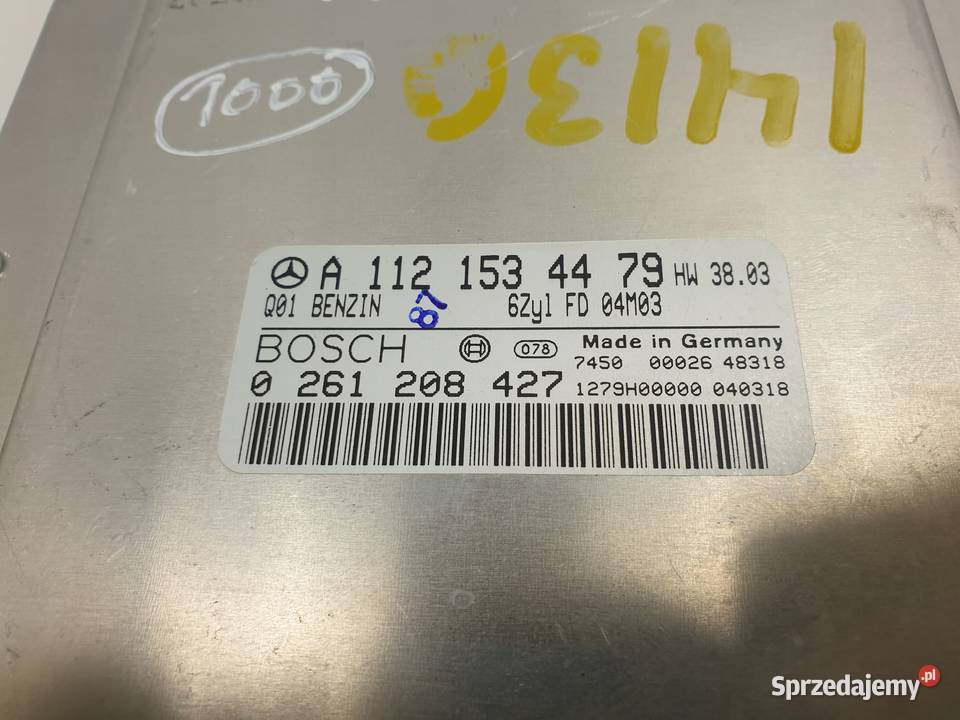 1000
14130
A 112 153 44 79 HW 38.03
Q01 BENZIN 87 6Zyl FD 04M03
BOSCH 078 Made in Germany
7450 00026 48318
0 261 208 427 1279H00000 040318
Sprzedajemy.pl